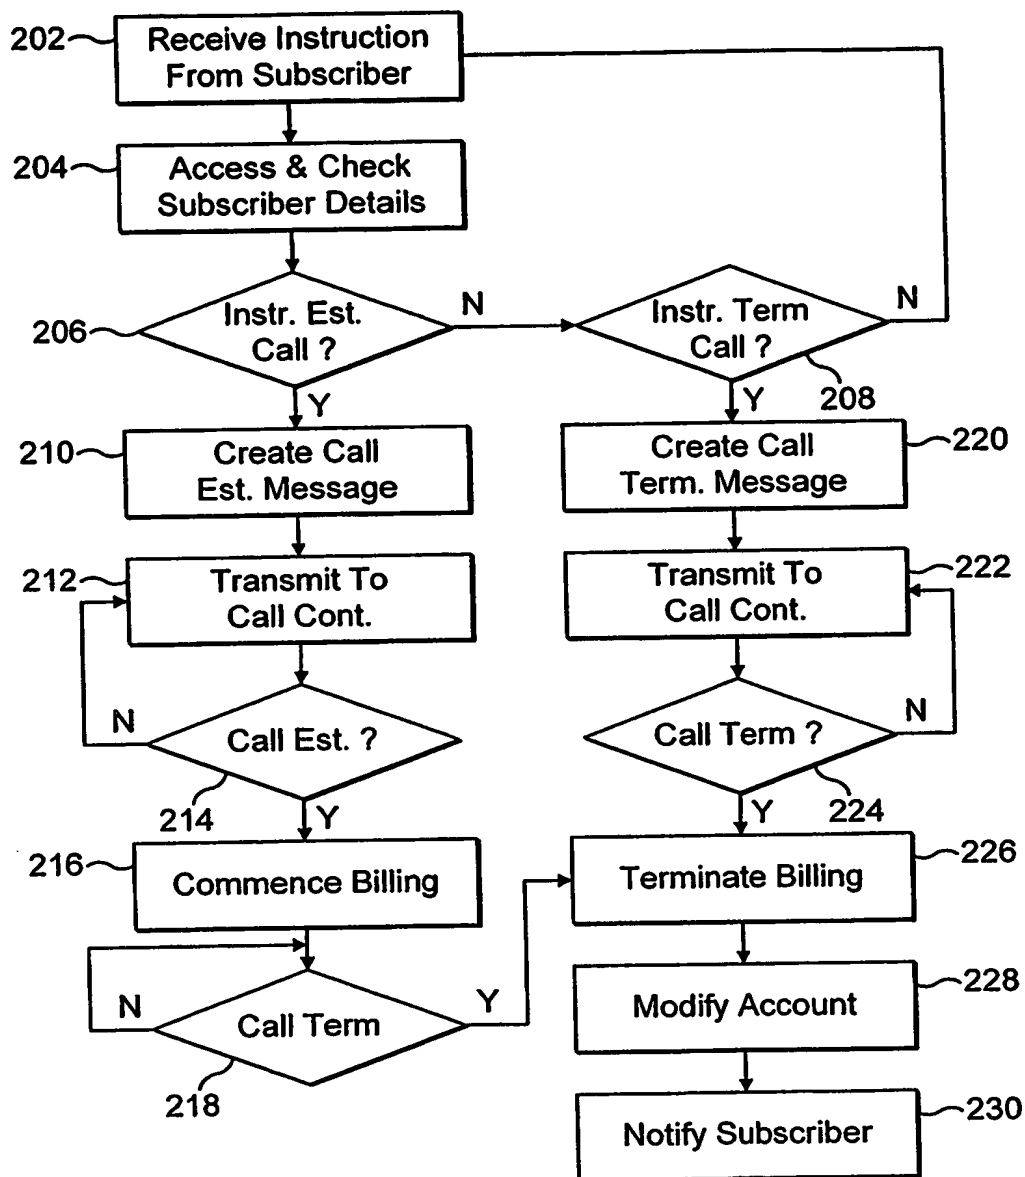 202
Receive Instruction
From Subscriber
204
Access & Check
Subscriber Details
206
Instr. Est.
Call ?
N
Y
Instr. Term
Call ?
N
Y
208
210
Create Call
Est. Message
220
Create Call
Term. Message
212
Transmit To
Call Cont.
222
Transmit To
Call Cont.
Call Est. ?
N
Y
214
Call Term ?
N
Y
224
216
Commence Billing
226
Terminate Billing
Call Term
N
Y
218
228
Modify Account
230
Notify Subscriber